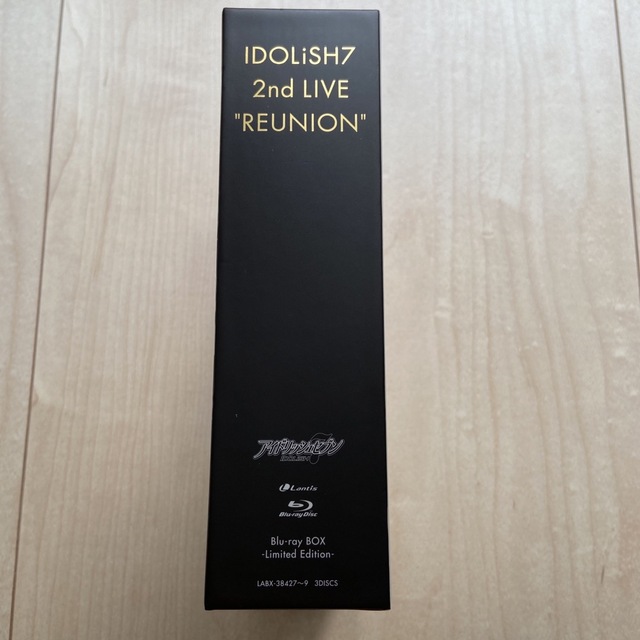 IDOLiSH7
2nd LIVE
"REUNION"
アイドリッシュセブン
IDOLiSH7
Lantis
Blu-ray Disc
Blu-ray BOX
-Limited Edition-
LABX-38427～9 3DISCS